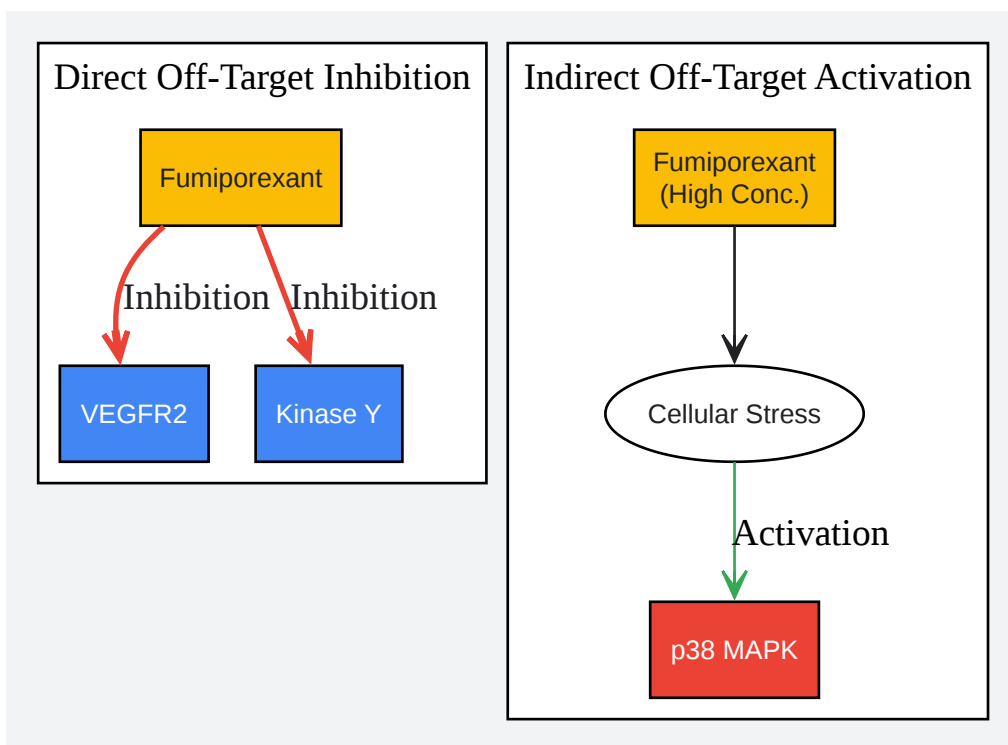 Direct Off-Target Inhibition
Fumiporexant
Inhibition
Inhibition
VEGFR2
Kinase Y
Indirect Off-Target Activation
Fumiporexant
(High Conc.)
Cellular Stress
Activation
p38 MAPK